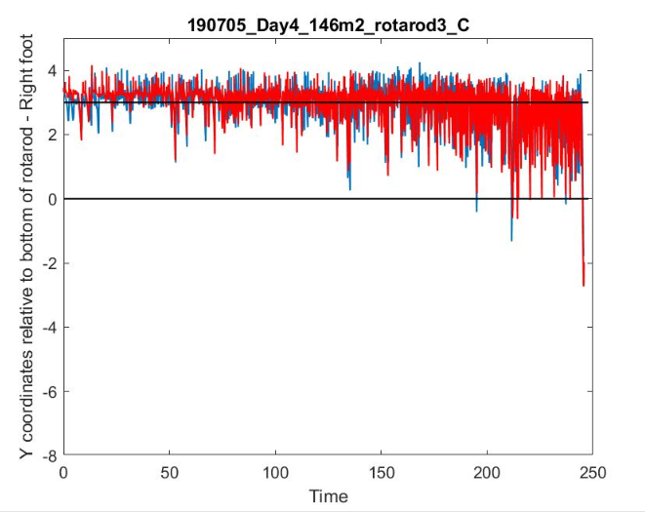 190705_Day4_146m2_rotarod3_C
Y coordinates relative to bottom of rotarod - Right foot
4
2
0
-2
-4
-6
-8
0 50 100 150 200 250
Time